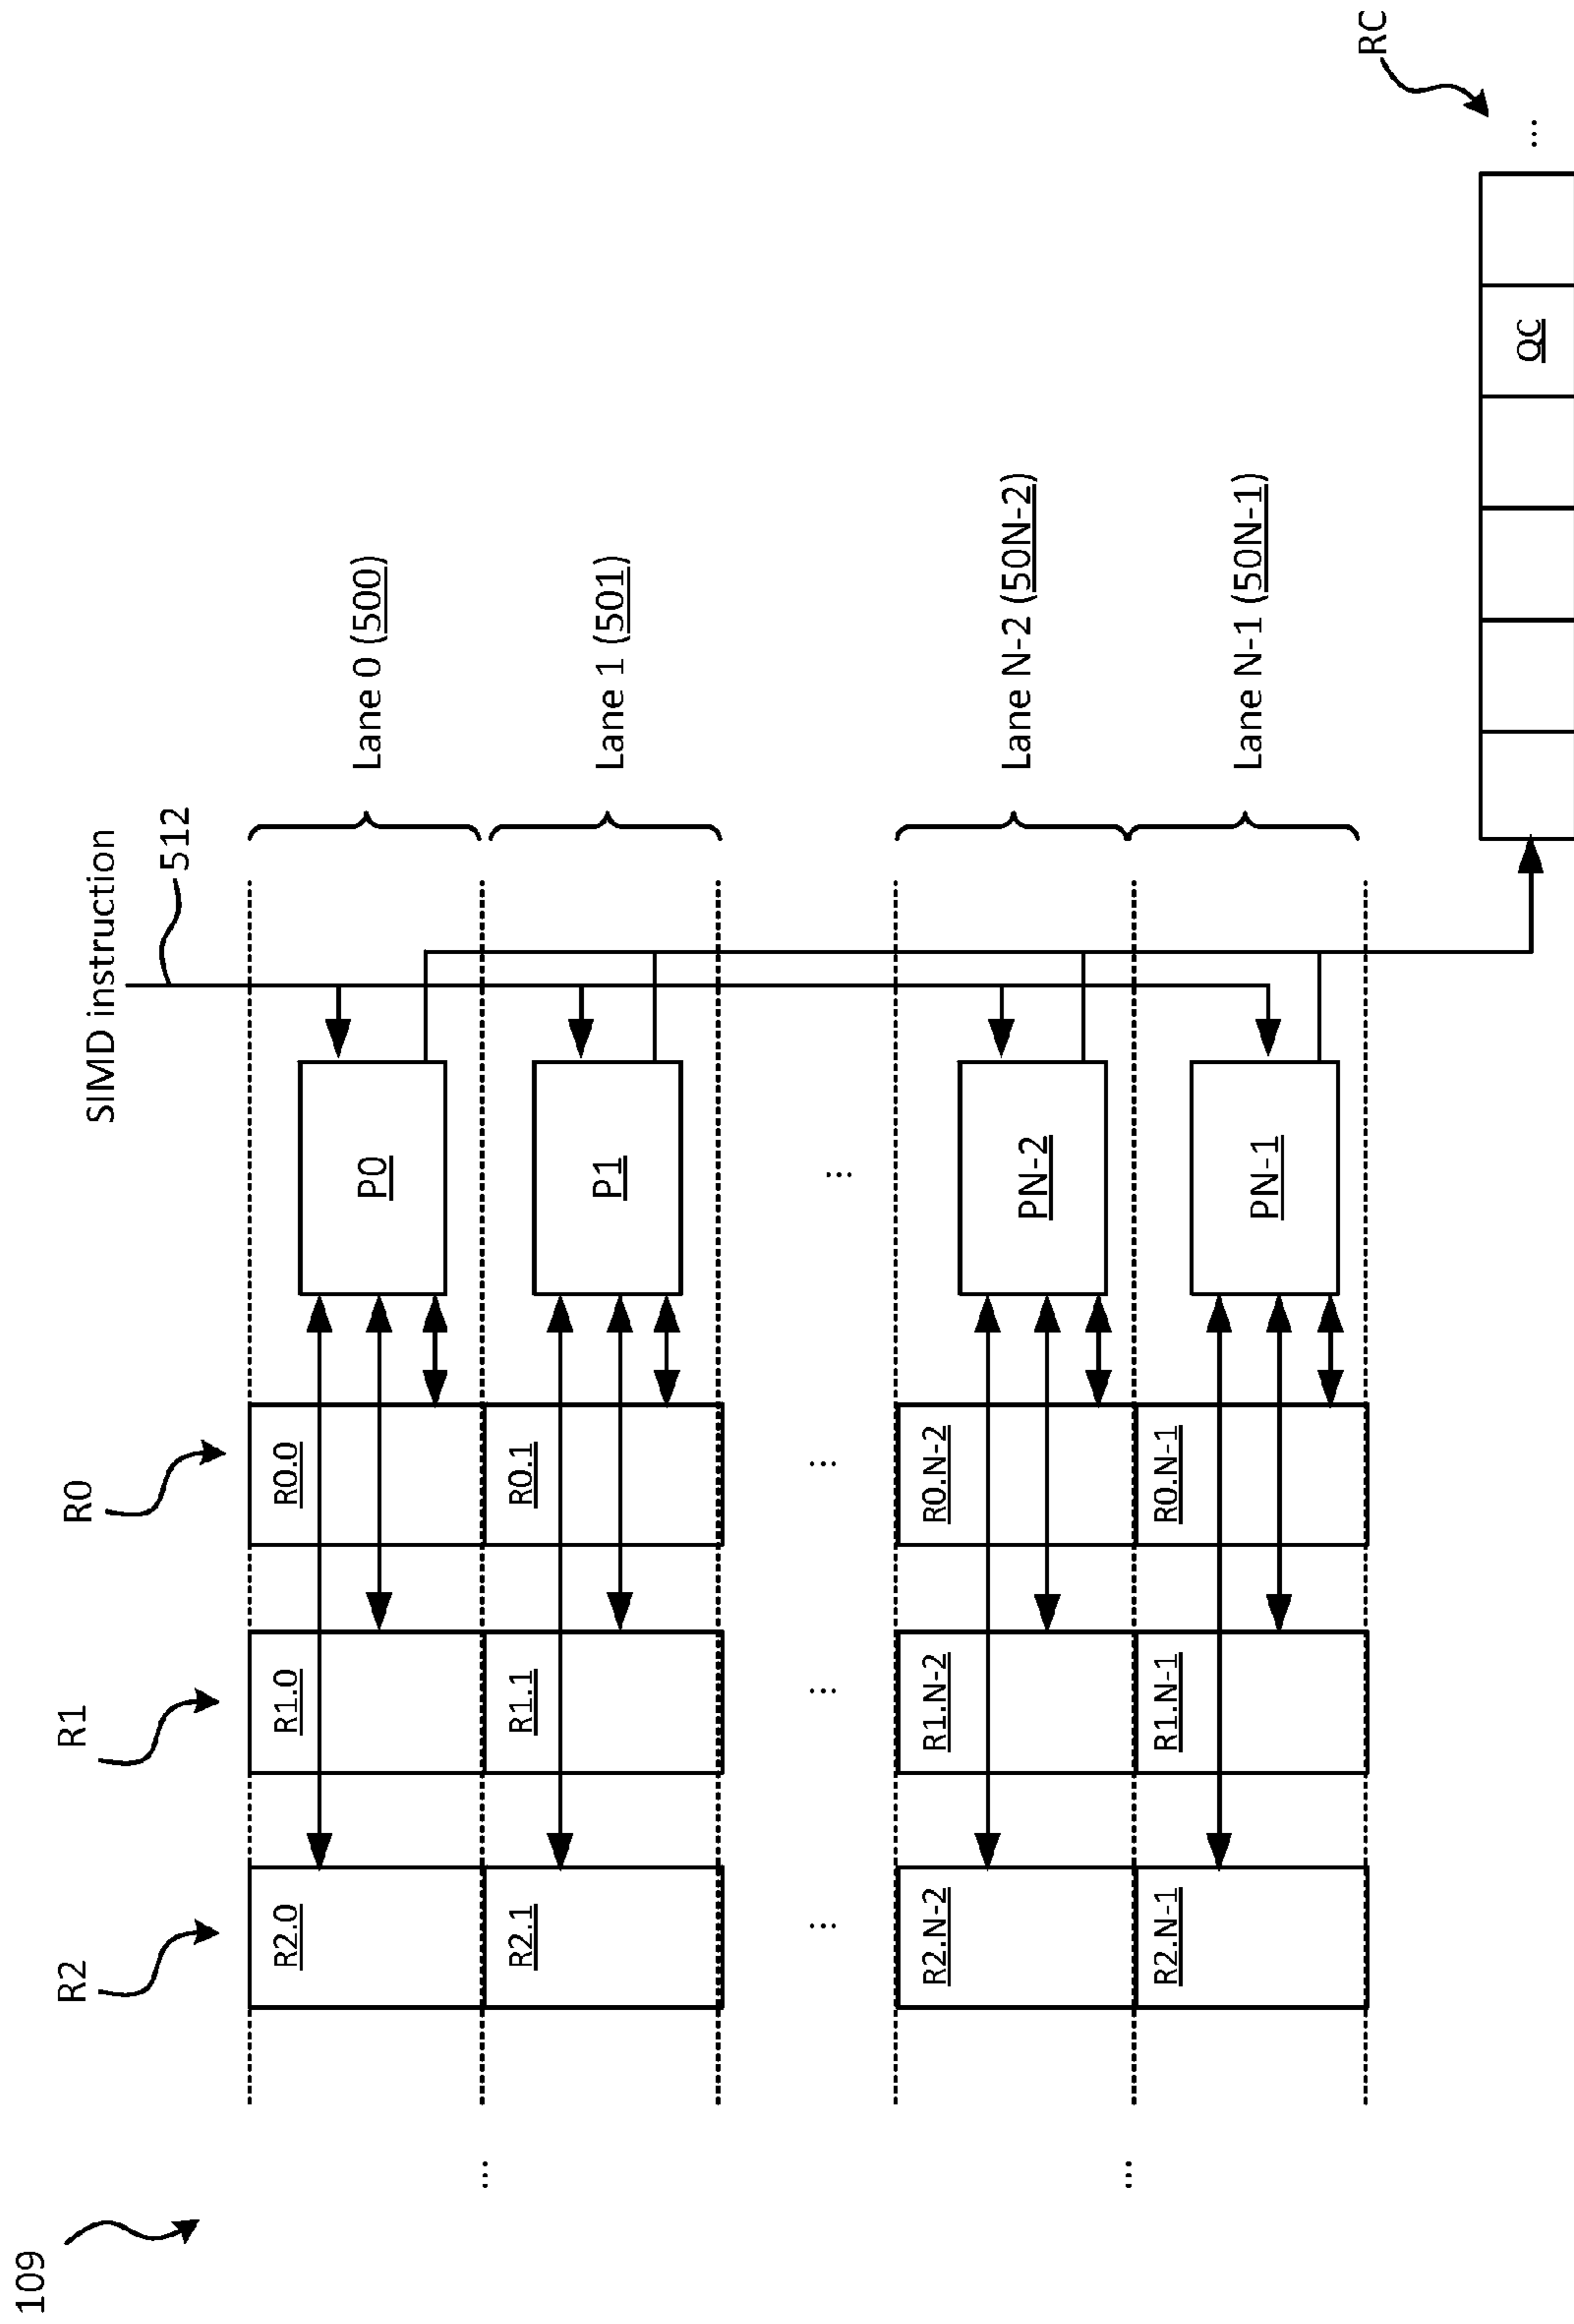 109
R2
R1
R0
SIMD instruction
512
R2.0
R1.0
R0.0
P0
Lane 0 (500)
R2.1
R1.1
R0.1
P1
Lane 1 (501)
...
...
...
...
...
R2.N-2
R1.N-2
R0.N-2
PN-2
Lane N-2 (50N-2)
...
R2.N-1
R1.N-1
R0.N-1
PN-1
Lane N-1 (50N-1)
RC
QC
...